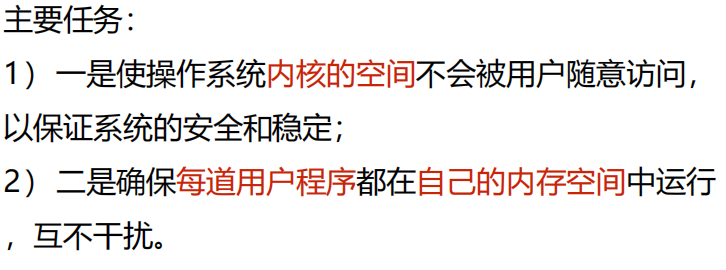 主要任务：
1）一是使操作系统内核的空间不会被用户随意访问，
以保证系统的安全和稳定；
2）二是确保每道用户程序都在自己的内存空间中运行
，互不干扰。